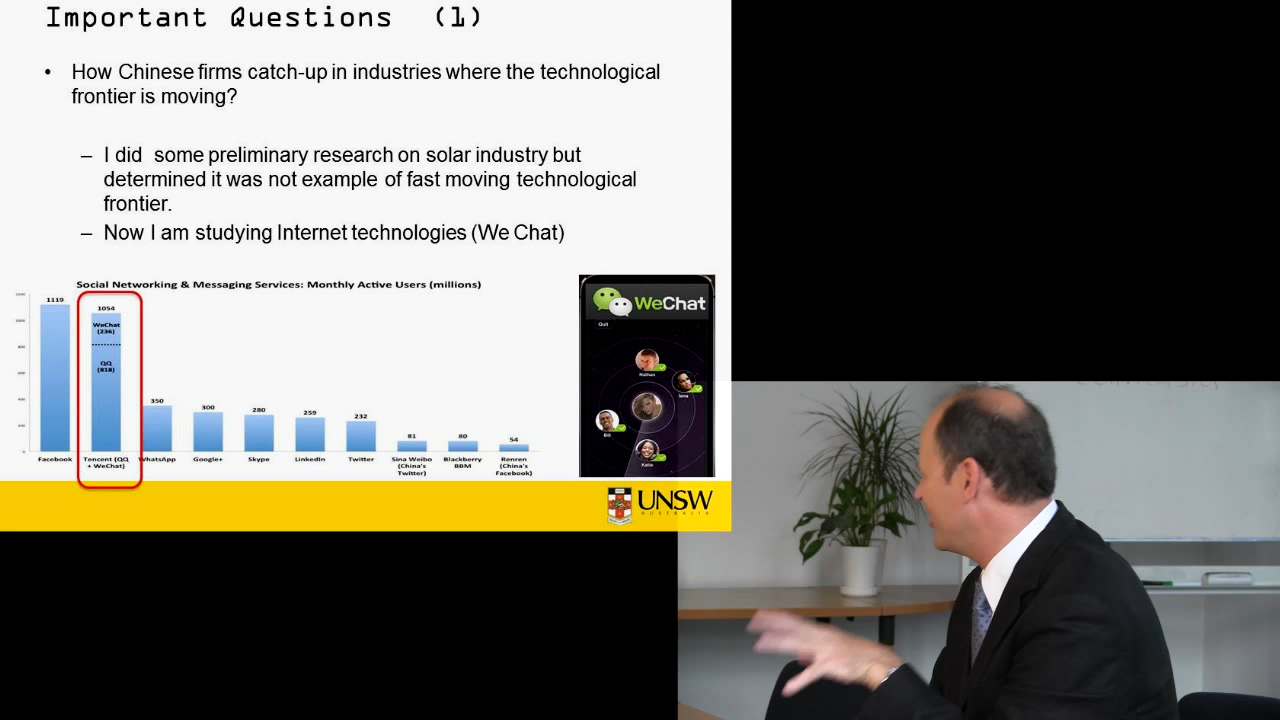 Important Questions (1)
• How Chinese firms catch-up in industries where the technological
frontier is moving?
– I did some preliminary research on solar industry but
determined it was not example of fast moving technological
frontier.
– Now I am studying Internet technologies (We Chat)
Social Networking & Messaging Services: Monthly Active Users (millions)
1119
1054
WeChat
(236)
QQ
(818)
350
300
280
259
232
81
80
54
Facebook
Tencent (QQ
+ WeChat)
WhatsApp
Google+
Skype
LinkedIn
Twitter
Sina Weibo
(China's
Twitter)
Blackberry
BBM
Renren
(China's
Facebook)
WeChat
Quit
Nathan
Iona
Bill
Katie
UNSW
AUSTRALIA